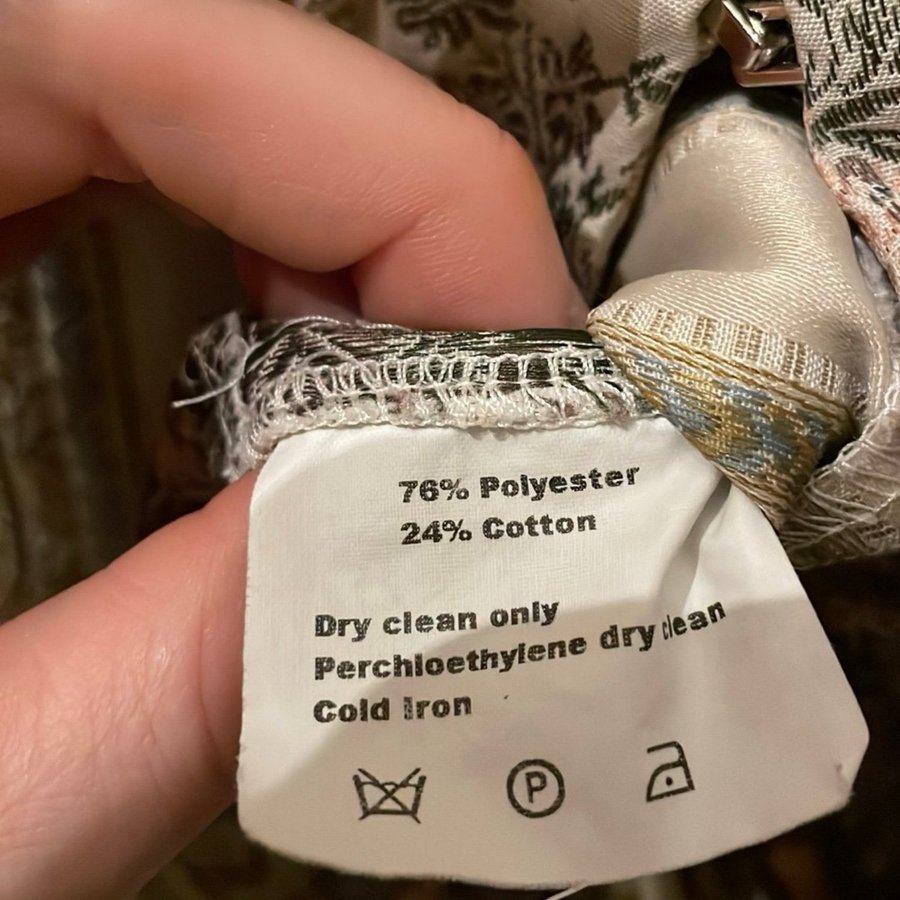 76% Polyester
24% Cotton
Dry clean only
Perchloethylene dry clean
Cold Iron
P